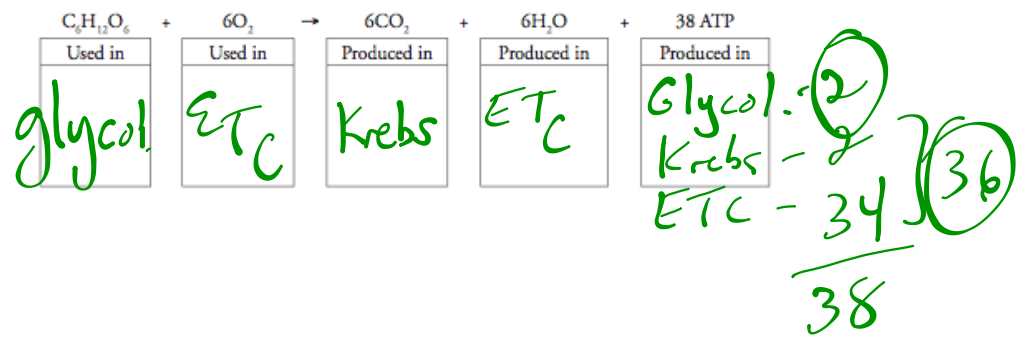 C₆H₁₂O₆ + 6O₂ → 6CO₂ + 6H₂O + 38 ATP
Used in Used in Produced in Produced in Produced in
glycol. ETC Krebs ETC Glycol. - 2
Krebs - 2
ETC - 34 } 36
38